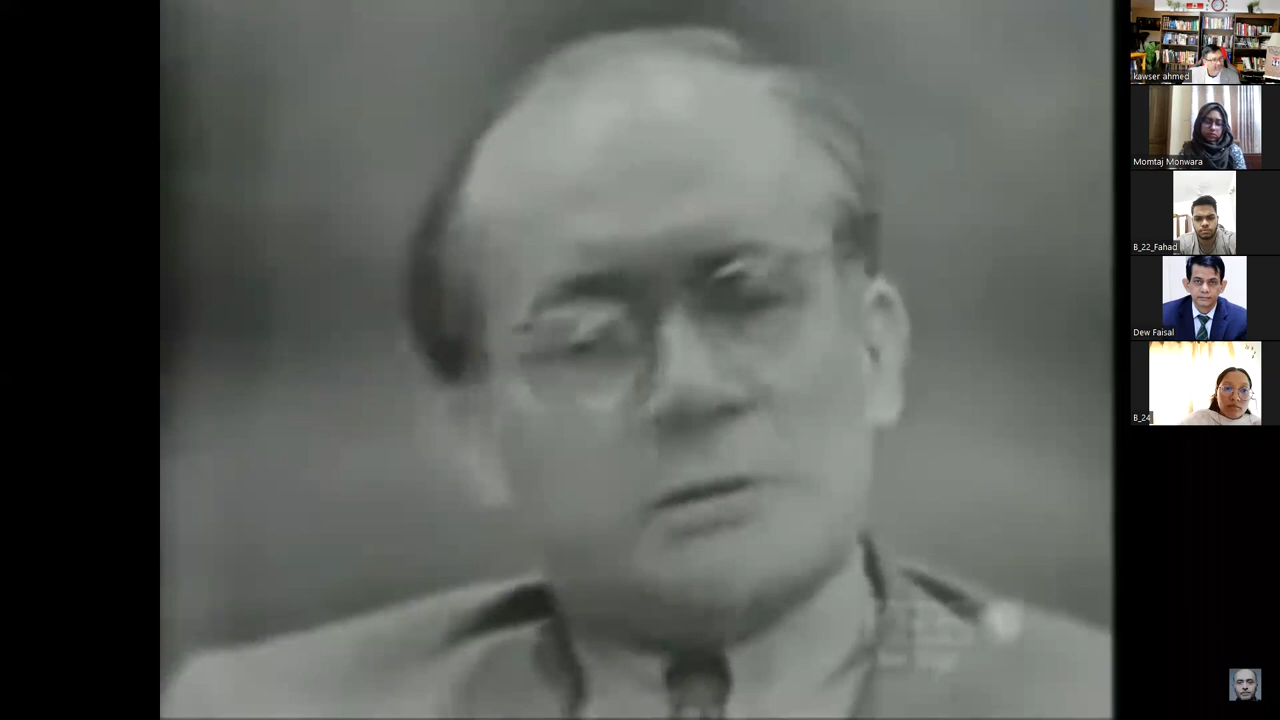 kawser ahmed
Momtaj Monwara
B_22_Fahad
Dew Faisal
B_24